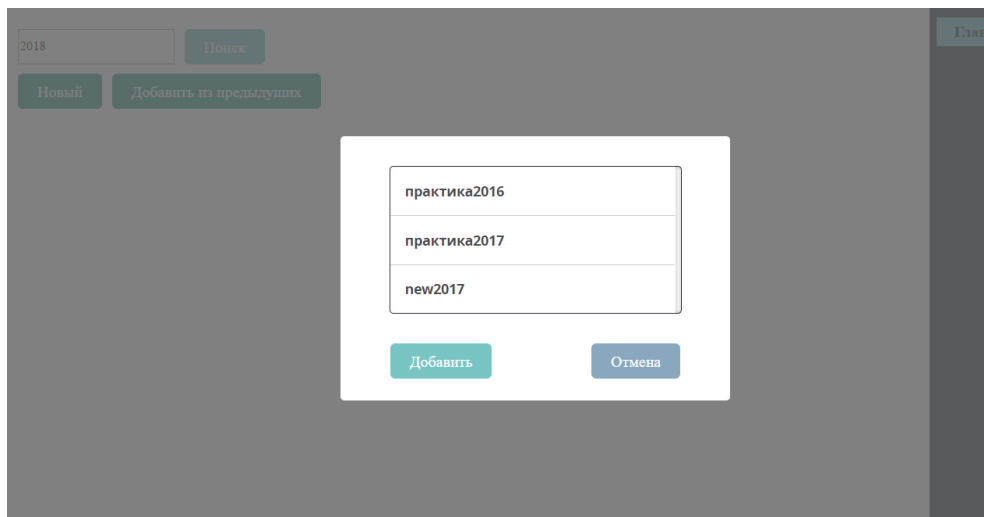 2018
Поиск
Новый
Добавить из предыдущих
практика2016
практика2017
new2017
Добавить
Отмена